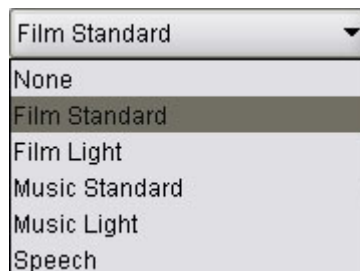 Film Standard
None
Film Standard
Film Light
Music Standard
Music Light
Speech